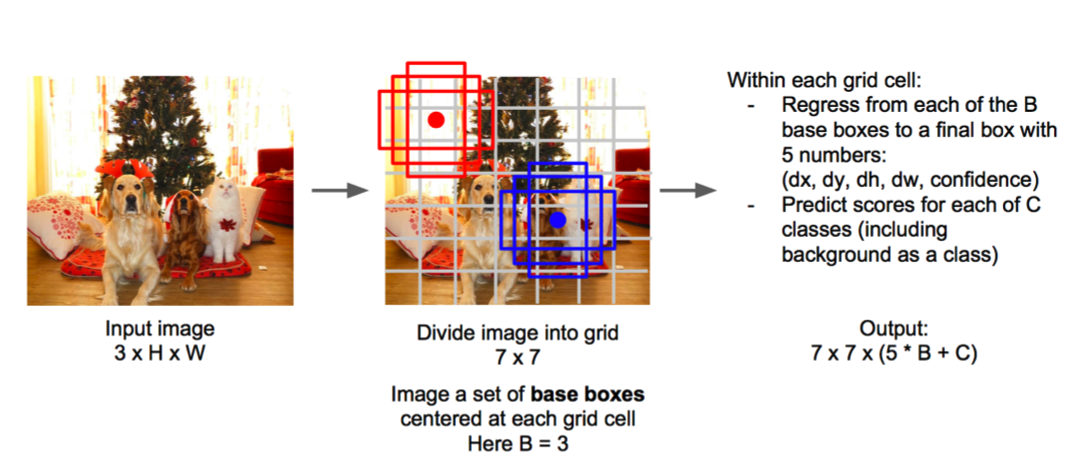 Input image
3 x H x W
Divide image into grid
7 x 7
Image a set of base boxes
centered at each grid cell
Here B = 3
Within each grid cell:
- Regress from each of the B
base boxes to a final box with
5 numbers:
(dx, dy, dh, dw, confidence)
- Predict scores for each of C
classes (including
background as a class)
Output:
7 x 7 x (5 * B + C)